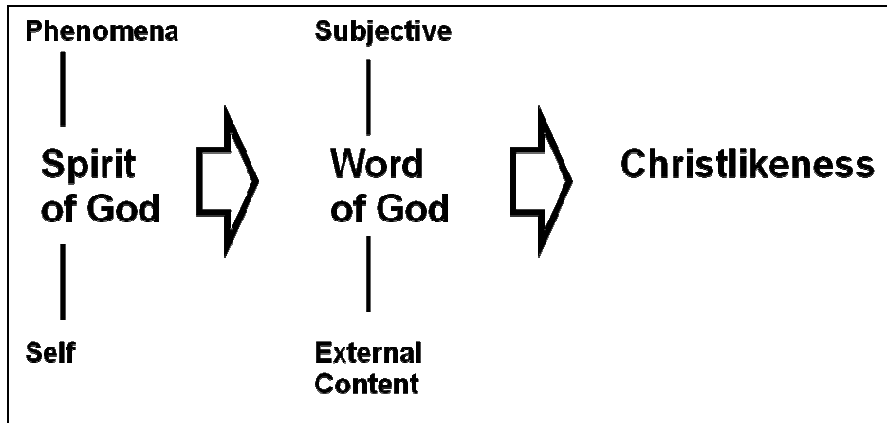 Phenomena
Subjective
Spirit
of God
Word
of God
Christlikeness
Self
External
Content